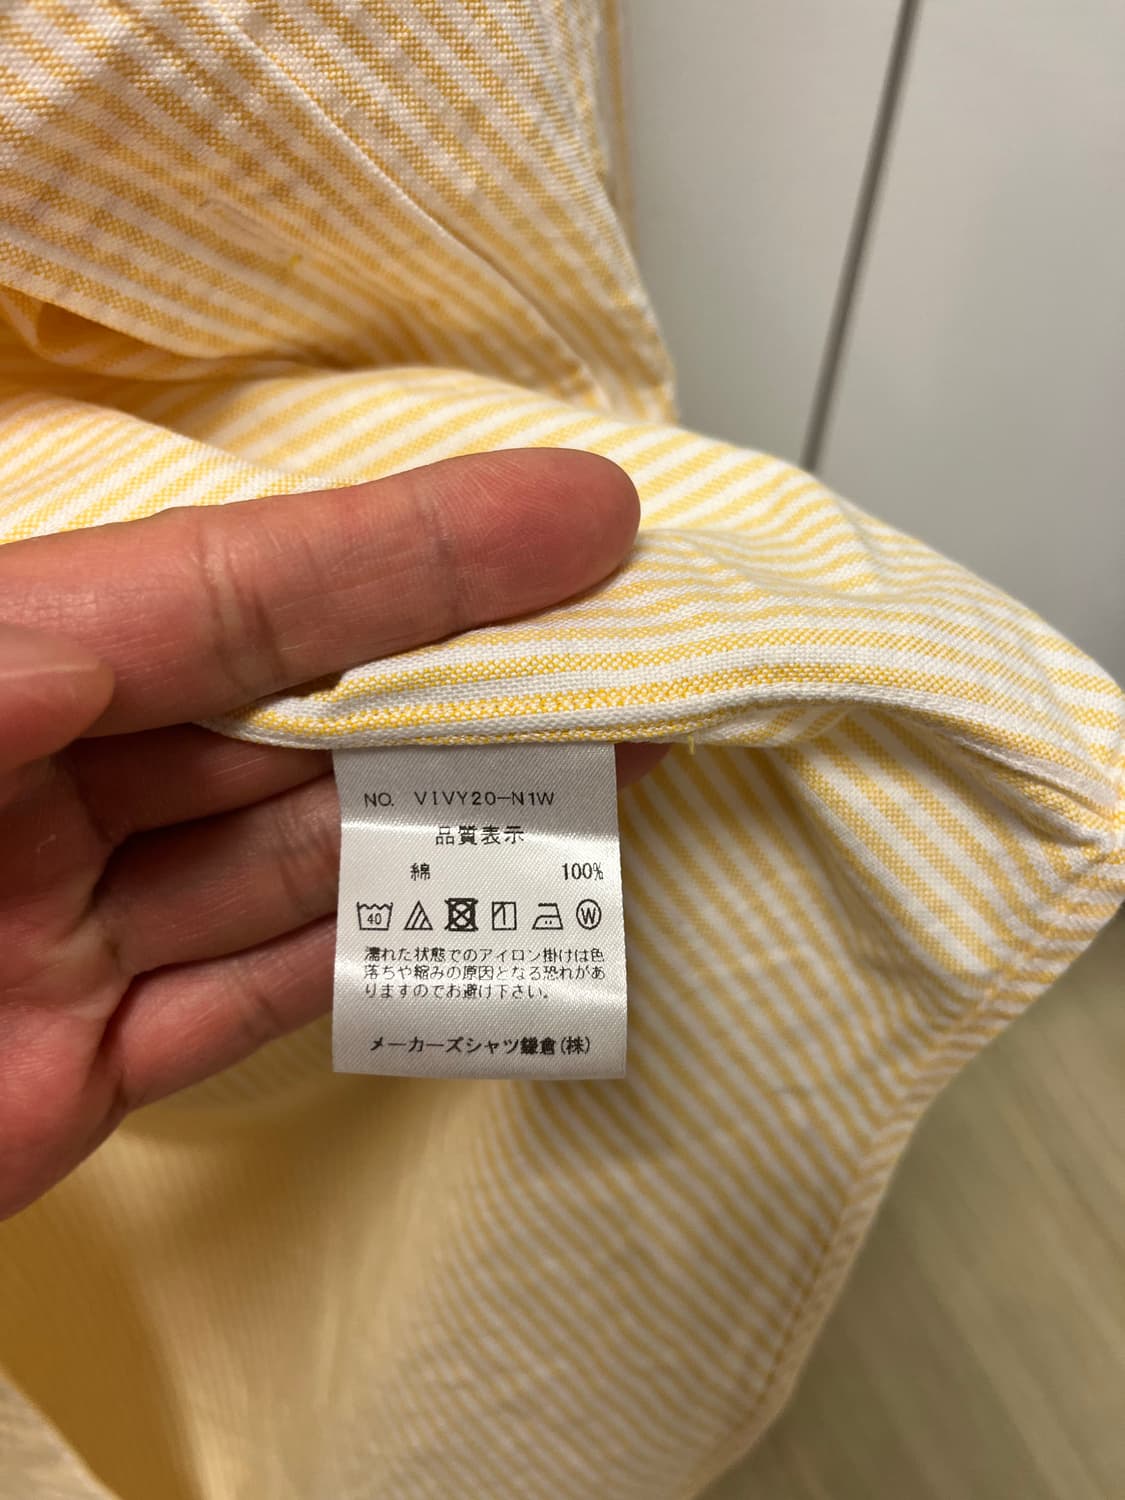 NO. VIVY20-N1W
品質表示
綿 100%
40 W
濡れた状態でのアイロン掛けは色
落ちや縮みの原因となる恐れがあ
りますのでお避け下さい。
メーカーズシャツ鎌倉(株)